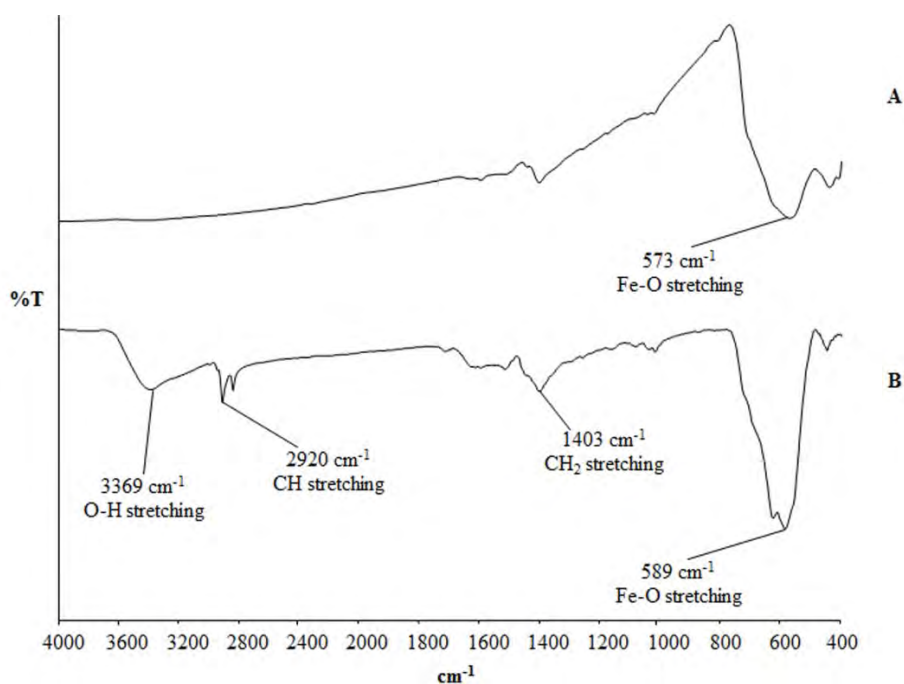 A
573 cm⁻¹
Fe-O stretching
%T
B
3369 cm⁻¹
O-H stretching
2920 cm⁻¹
CH stretching
1403 cm⁻¹
CH₂ stretching
589 cm⁻¹
Fe-O stretching
4000 3600 3200 2800 2400 2000 1800 1600 1400 1200 1000 800 600 400
cm⁻¹